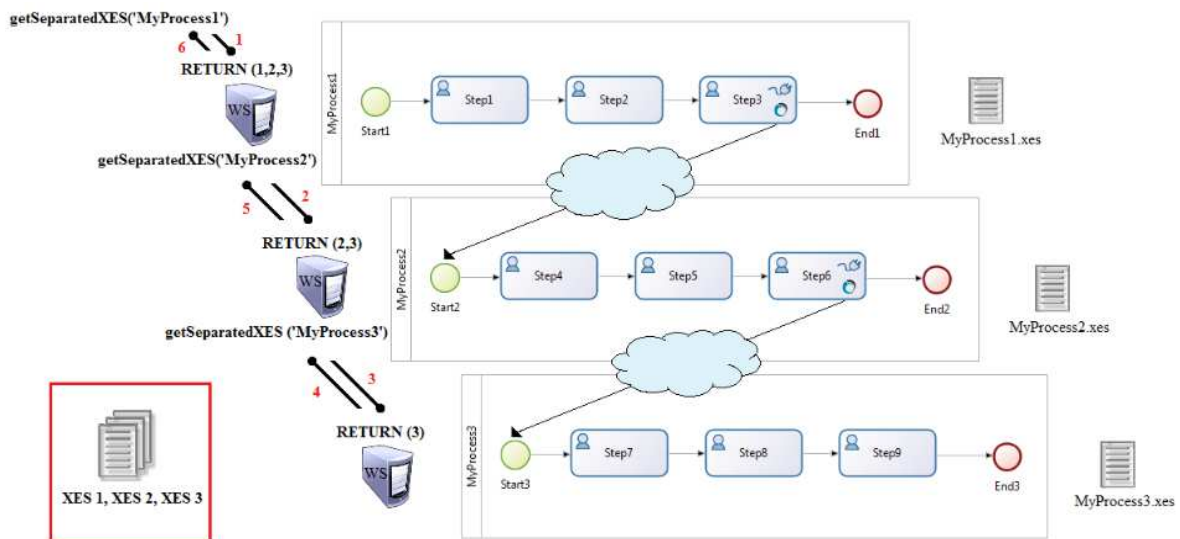 getSeparatedXES('MyProcess1')
6
1
RETURN (1,2,3)
WS
getSeparatedXES('MyProcess2')
5
2
RETURN (2,3)
WS
getSeparatedXES ('MyProcess3')
4
3
RETURN (3)
WS
XES 1, XES 2, XES 3
MyProcess1
Start1
Step1
Step2
Step3
End1
MyProcess1.xes
MyProcess2
Start2
Step4
Step5
Step6
End2
MyProcess2.xes
MyProcess3
Start3
Step7
Step8
Step9
End3
MyProcess3.xes